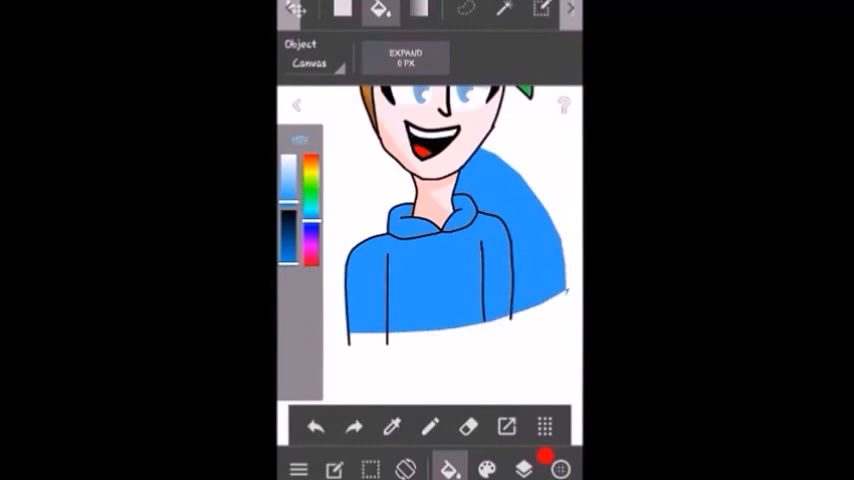 Object
Canvas
EXPAND
0 PX
?
HSV